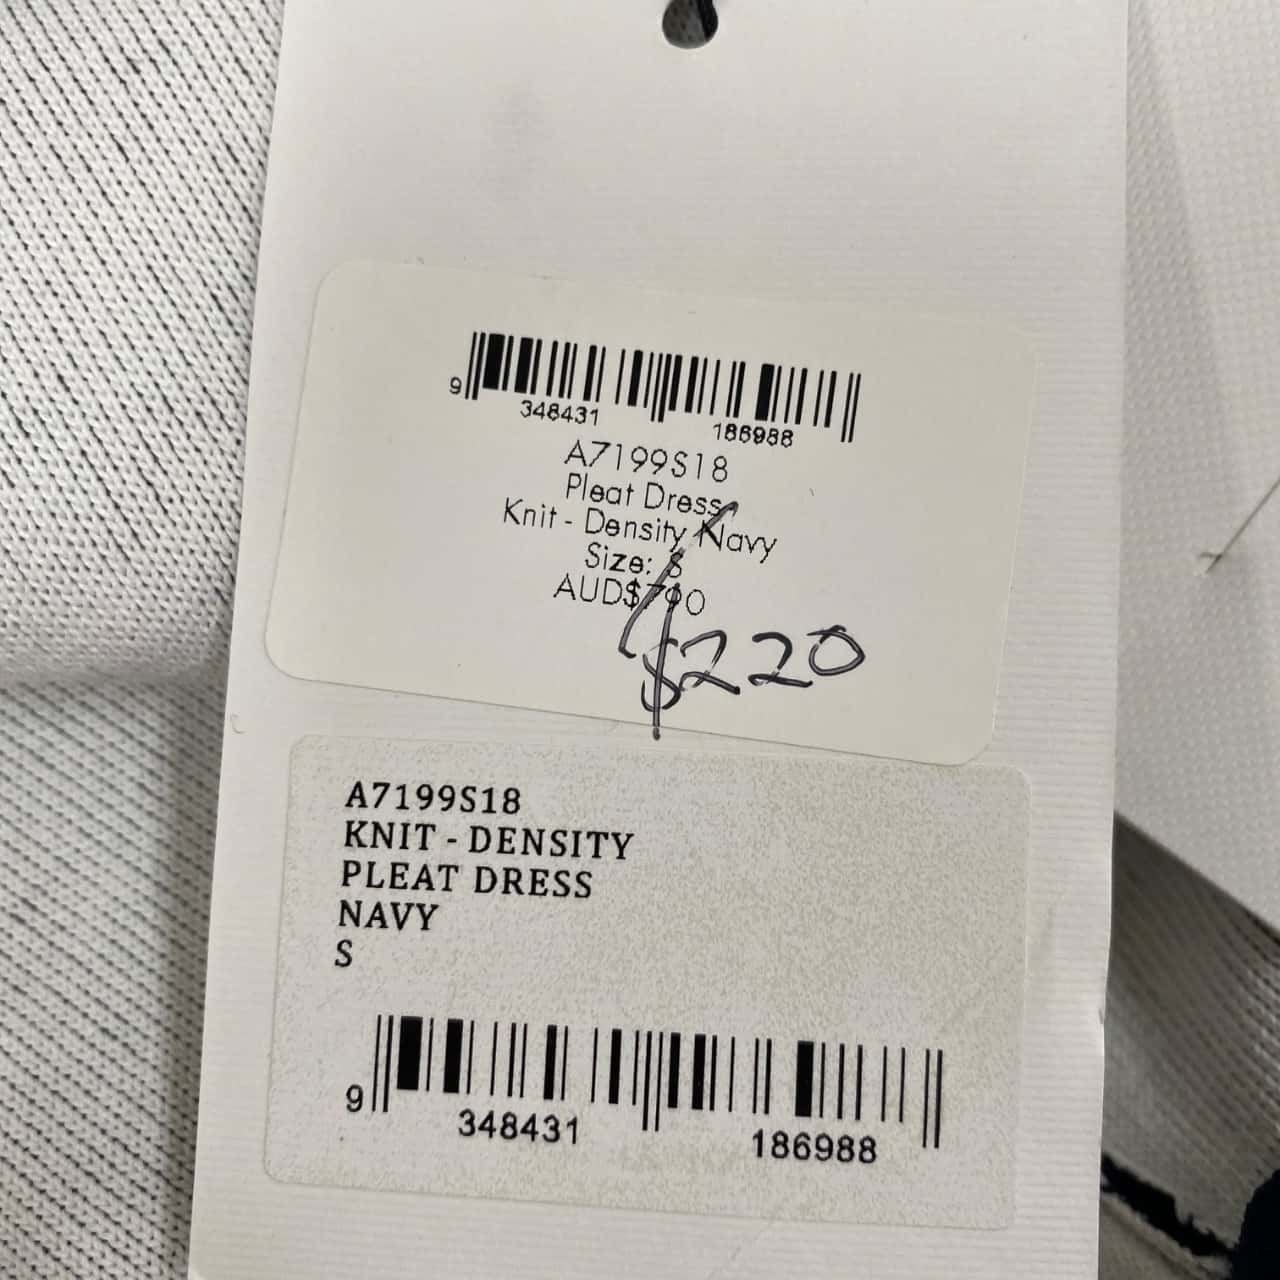 9 348431 186988
A7199S18
Pleat Dress
Knit - Density Navy
Size: S
AUD$790
$220
A7199S18
KNIT - DENSITY
PLEAT DRESS
NAVY
S
9 348431 186988